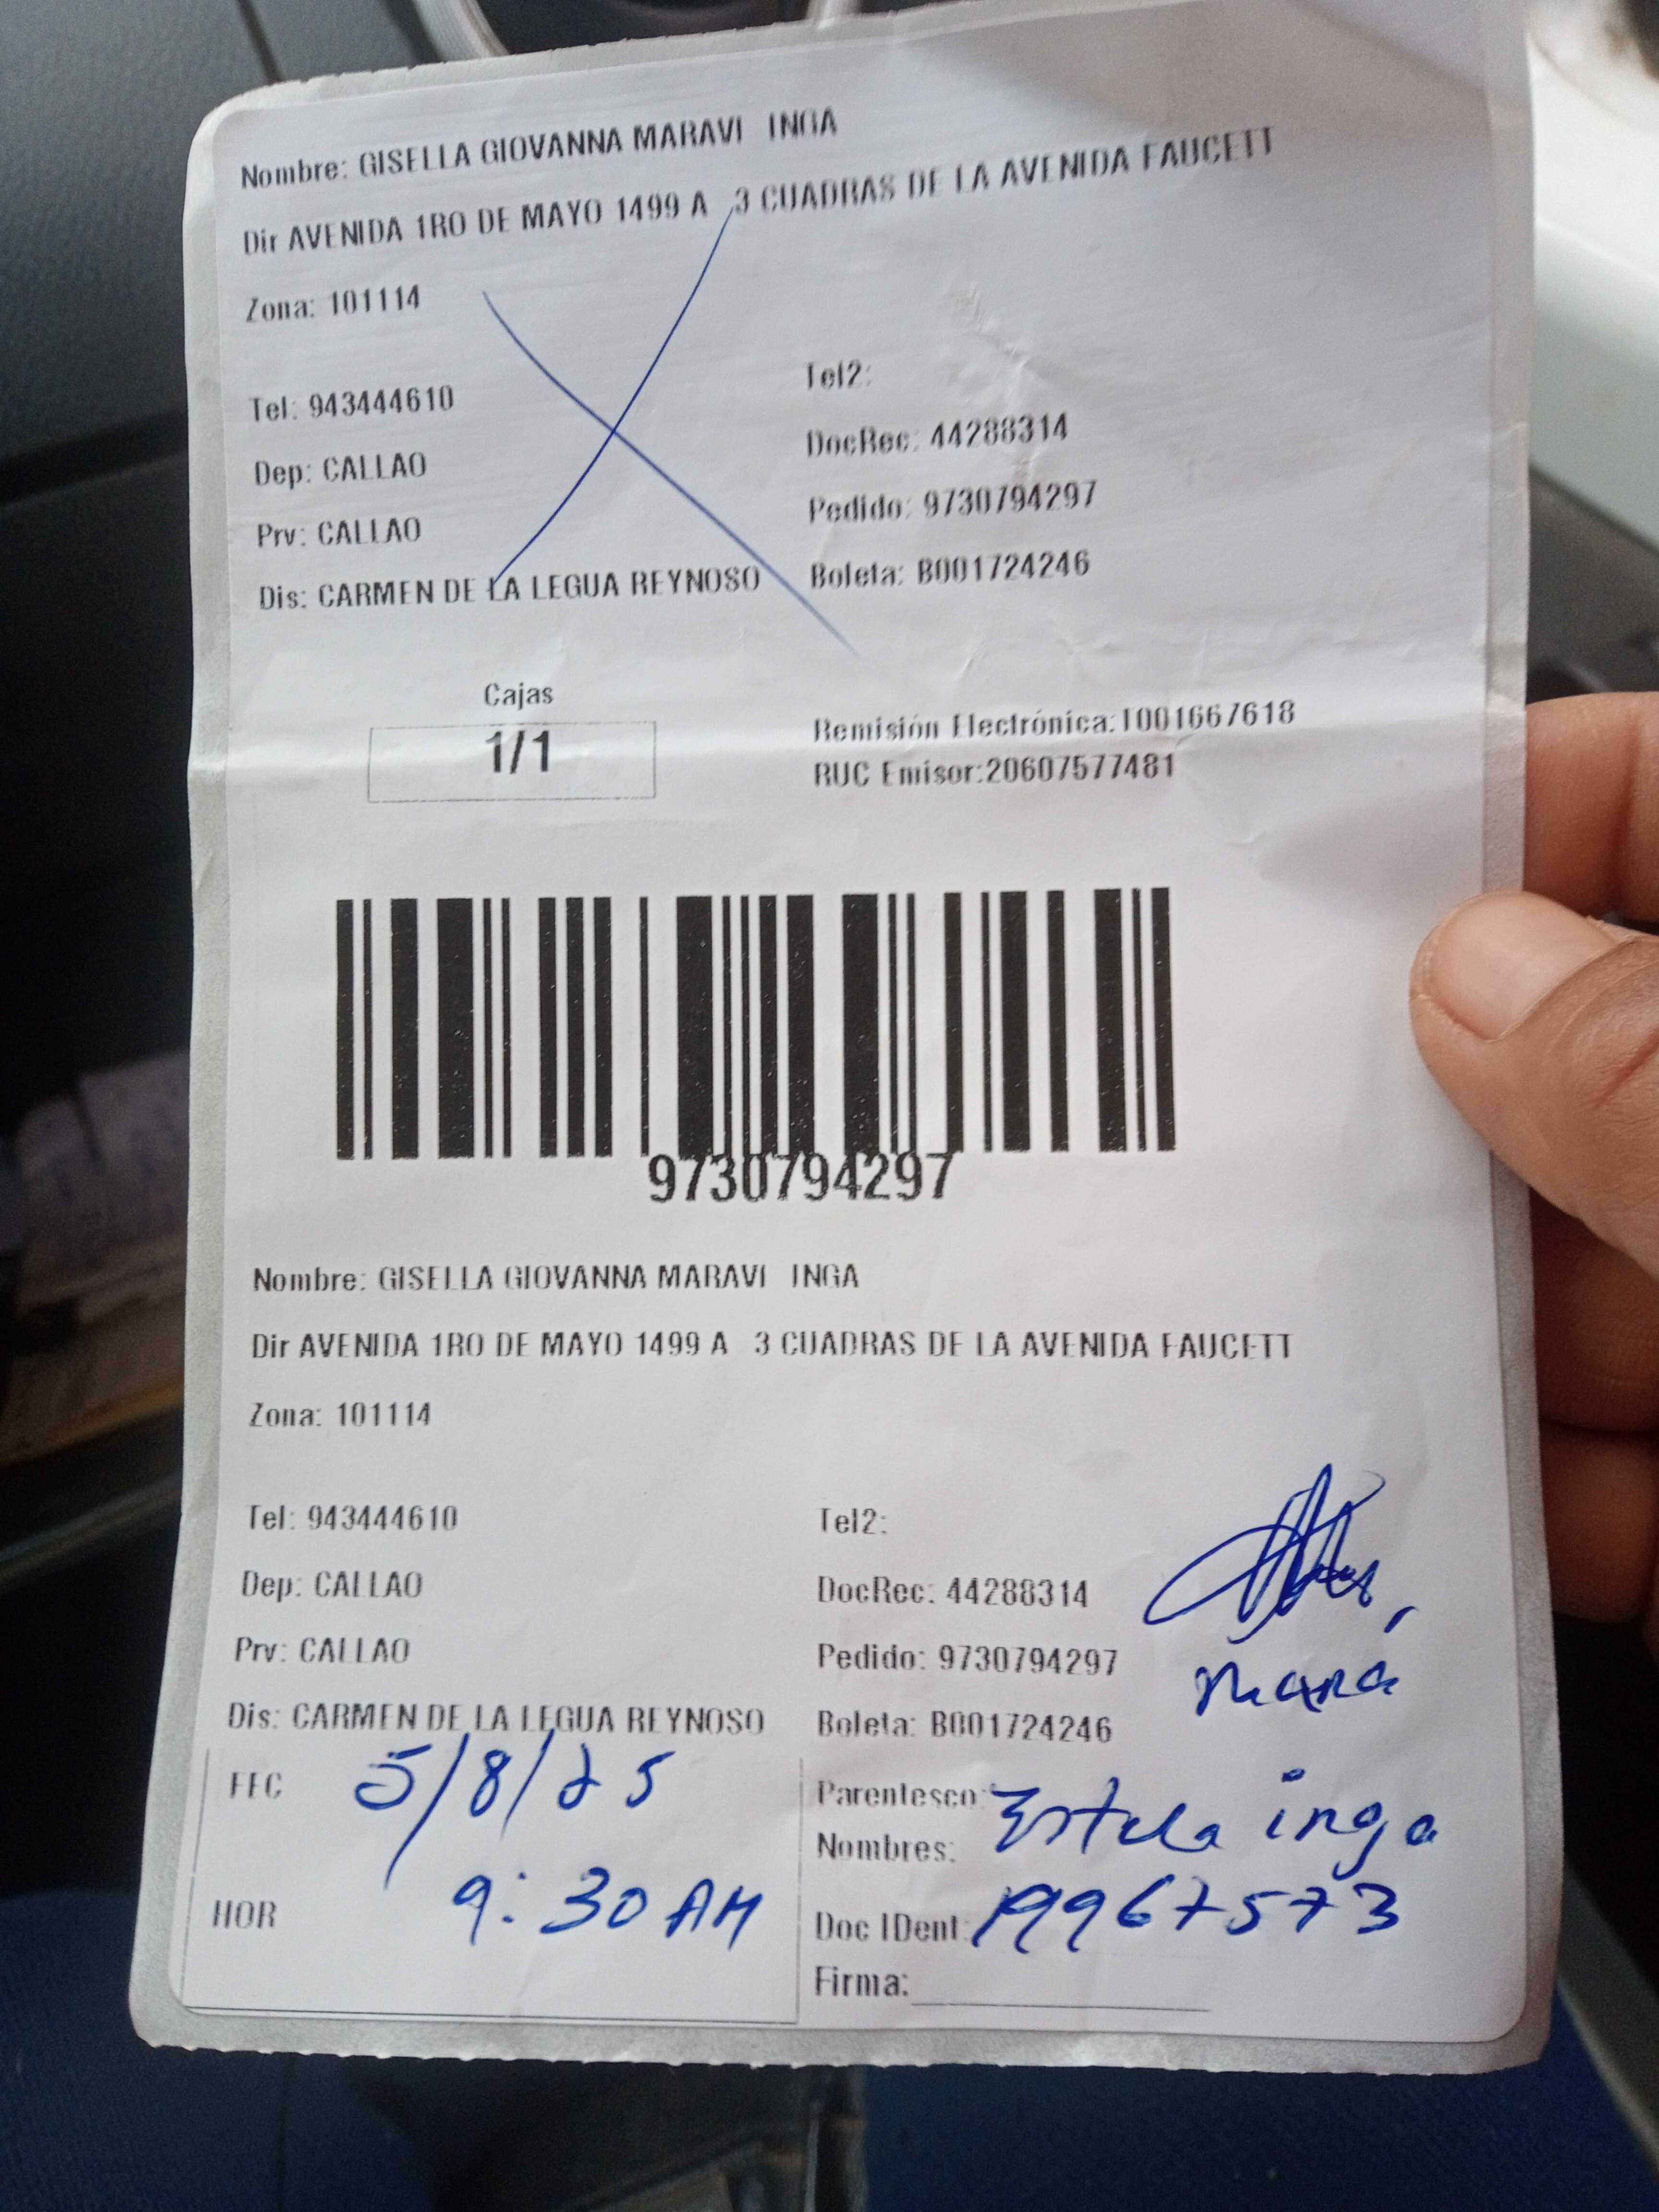 Nombre: GISELLA GIOVANNA MARAVI INGA
Dir AVENIDA 1RO DE MAYO 1499 A 3 CUADRAS DE LA AVENIDA FAUCETT
Zona: 101114
Tel: 943444610
Tel2:
Dep: CALLAO
DocRec: 44288314
Prv: CALLAO
Pedido: 9730794297
Dis: CARMEN DE LA LEGUA REYNOSO
Boleta: B001724246
Cajas
1/1
Remisión Electrónica:T001667618
RUC Emisor:20607577481
9730794297
Nombre: GISELLA GIOVANNA MARAVI INGA
Dir AVENIDA 1RO DE MAYO 1499 A 3 CUADRAS DE LA AVENIDA FAUCETT
Zona: 101114
Tel: 943444610
Tel2:
Dep: CALLAO
DocRec: 44288314
Prv: CALLAO
Pedido: 9730794297
mamá
Dis: CARMEN DE LA LEGUA REYNOSO
Boleta: B001724246
FEC 5/8/25
Parentesco:
Nombres: Estela inga
HOR 9:30 AM
Doc IDent: 19967573
Firma: